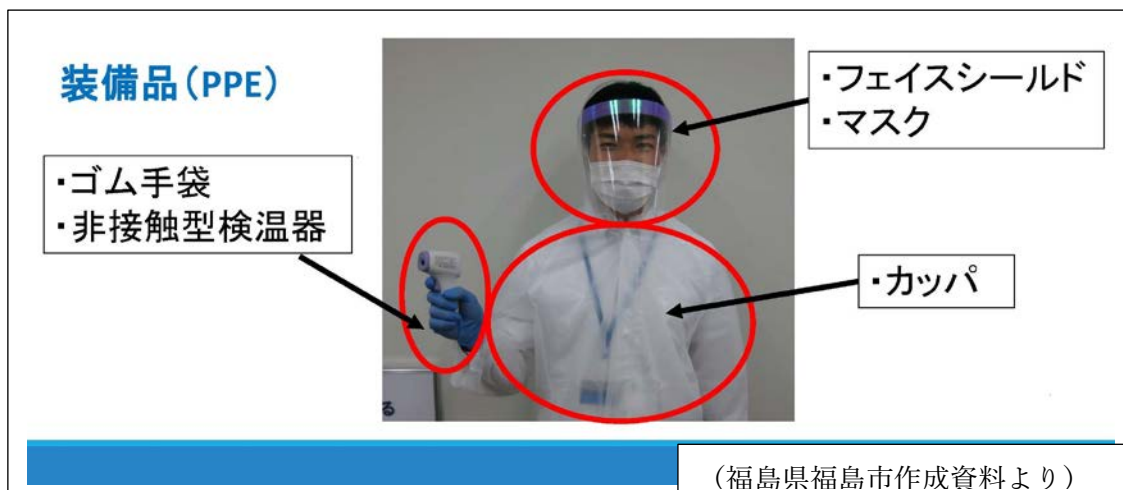 装備品(PPE)
・フェイスシールド
・マスク
・ゴム手袋
・非接触型検温器
・カッパ
る
(福島県福島市作成資料より)